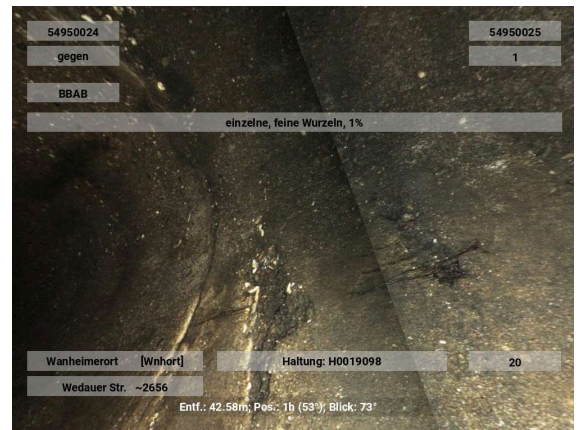 54950024
54950025
gegen
1
BBAB
einzelne, feine Wurzeln, 1%
Wanheimerort [Wnhort]
Haltung: H0019098
20
Wedauer Str. ~2656
Entf.: 42.58m; Pos.: 1h (53°); Blick: 73°